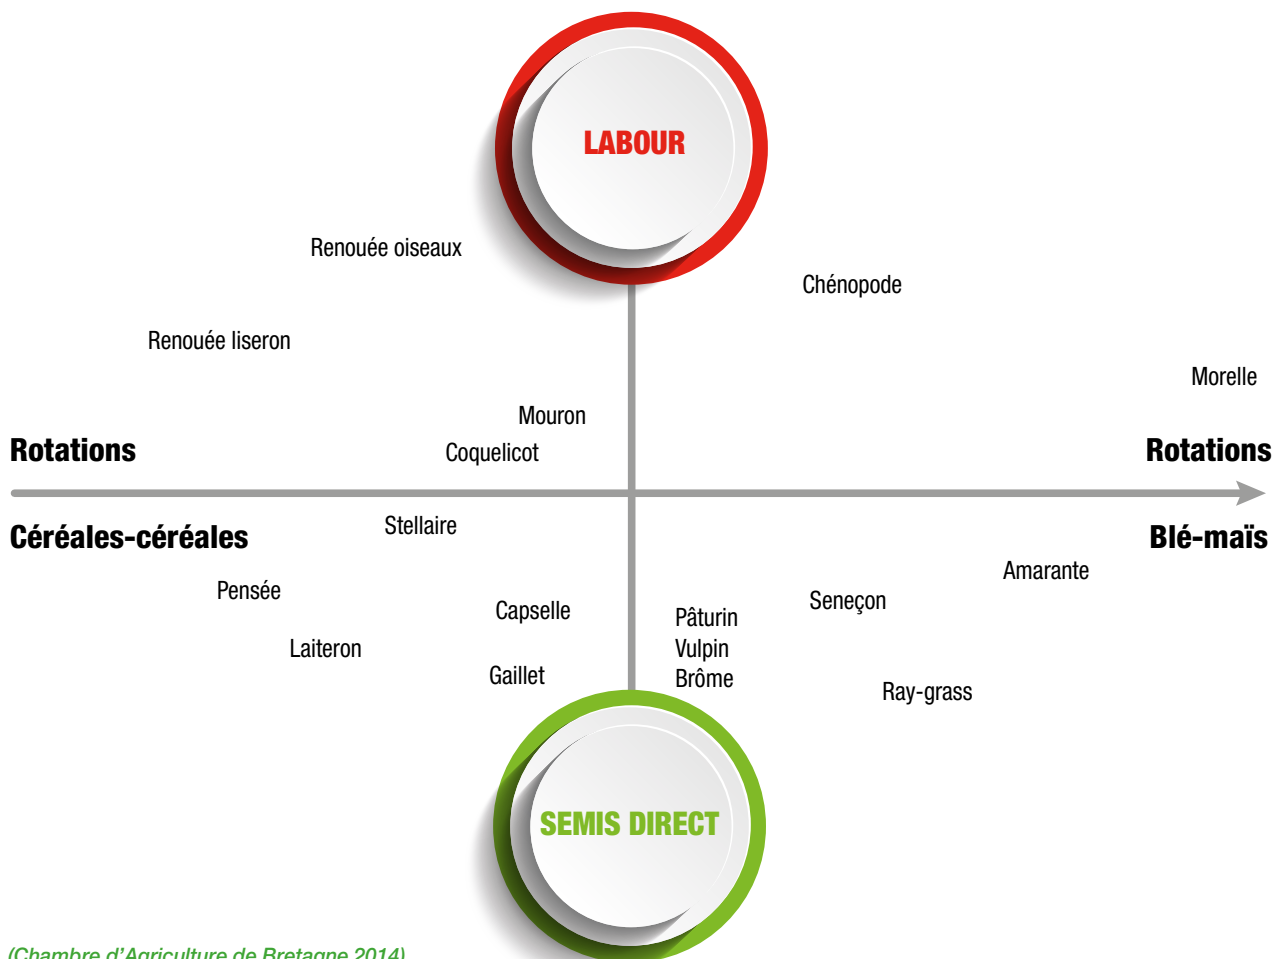 LABOUR
Renouée oiseaux
Chénopode
Renouée liseron
Morelle
Mouron
Rotations
Coquelicot
Rotations
Stellaire
Céréales-céréales
Blé-maïs
Amarante
Pensée
Seneçon
Capselle
Pâturin
Laiteron
Vulpin
Gaillet
Brôme
Ray-grass
SEMIS DIRECT
(Chambre d'Agriculture de Bretagne 2014)